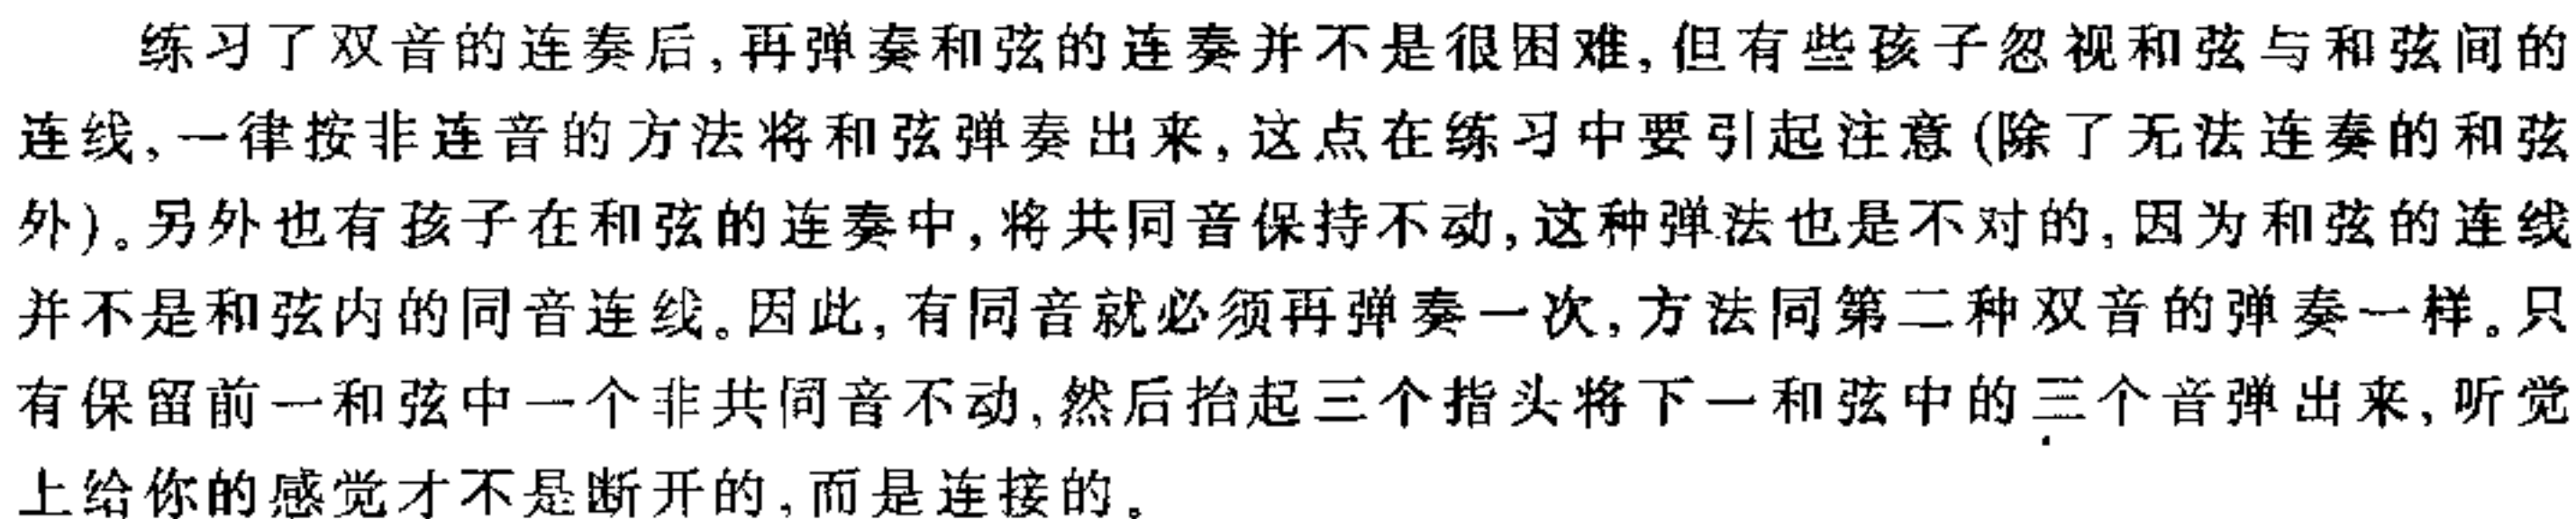 练习了双音的连奏后,再弹奏和弦的连奏并不是很困难,但有些孩子忽视和弦与和弦间的
连线,一律按非连音的方法将和弦弹奏出来,这点在练习中要引起注意(除了无法连奏的和弦
外)。另外也有孩子在和弦的连奏中,将共同音保持不动,这种弹法也是不对的,因为和弦的连线
并不是和弦内的同音连线。因此,有同音就必须再弹奏一次,方法同第二种双音的弹奏一样。只
有保留前一和弦中一个非共同音不动,然后抬起三个指头将下一和弦中的三个音弹出来,听觉
上给你的感觉才不是断开的,而是连接的。